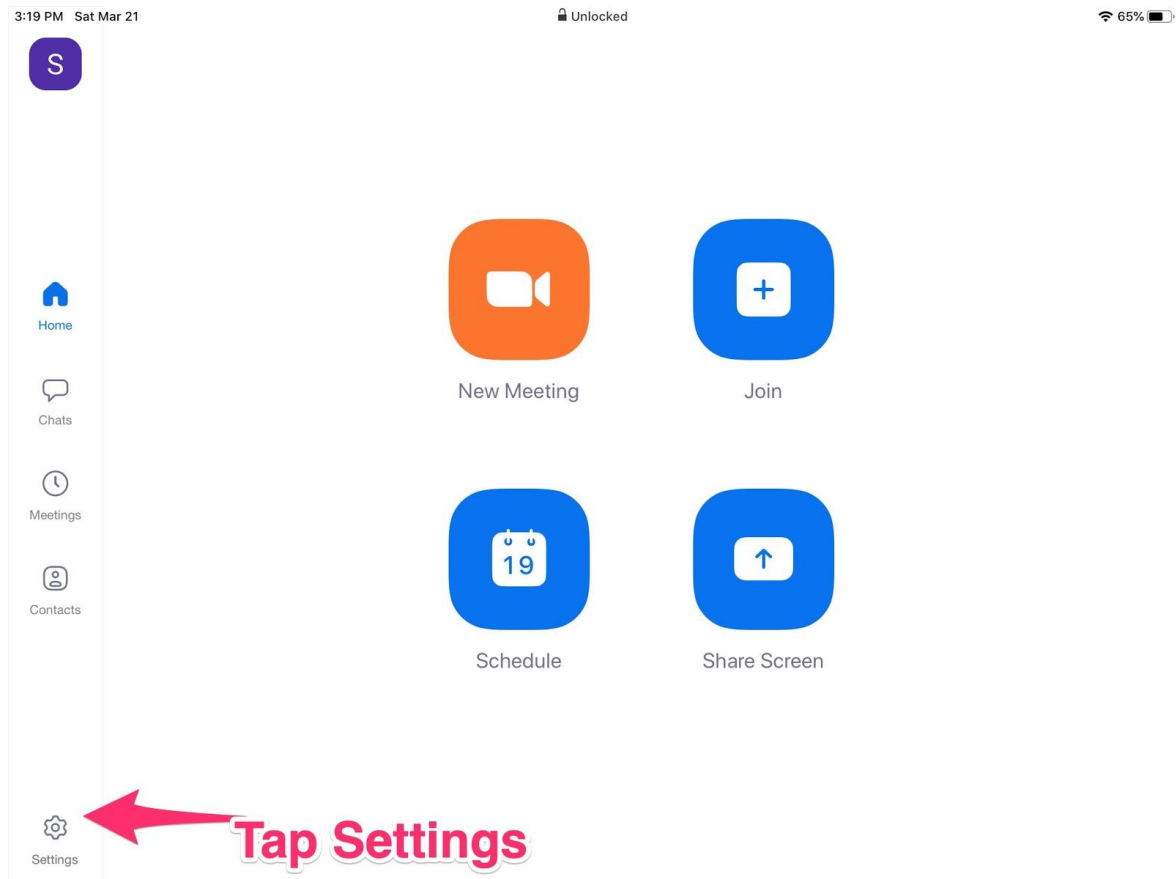 3:19 PM Sat Mar 21
Unlocked
65%
S
Home
Chats
Meetings
Contacts
Settings
New Meeting
Join
19
Schedule
Share Screen
Tap Settings